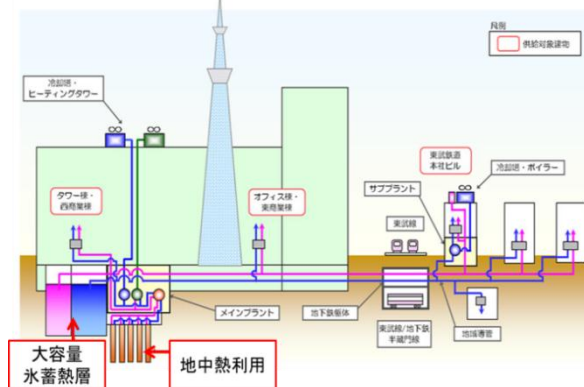 凡例
供給対象建物
冷却塔・
ヒーティングタワー
タワー棟・
西商業棟
オフィス棟・
東商業棟
東武鉄道
本社ビル
冷却塔・ボイラー
サブプラント
東武線
メインプラント
地下鉄躯体
東武線/地下鉄
半蔵門線
地域導管
大容量
氷蓄熱層
地中熱利用